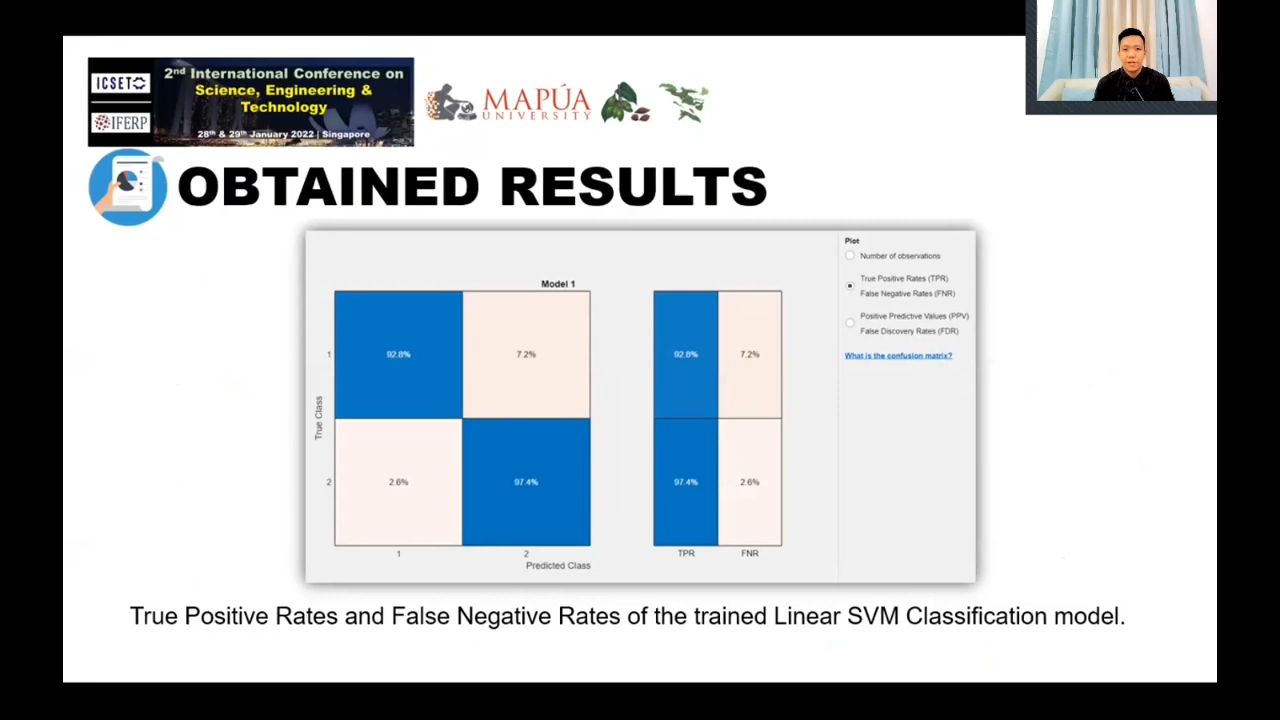 ICSET
2nd International Conference on
Science, Engineering &
Technology
IFERP
28th & 29th January 2022 | Singapore
MAPÚA
UNIVERSITY
OBTAINED RESULTS
Model 1
92.8%
7.2%
2.6%
97.4%
1
2
True Class
1
2
Predicted Class
92.8%
7.2%
97.4%
2.6%
TPR
FNR
Plot
Number of observations
True Positive Rates (TPR)
False Negative Rates (FNR)
Positive Predictive Values (PPV)
False Discovery Rates (FDR)
What is the confusion matrix?
True Positive Rates and False Negative Rates of the trained Linear SVM Classification model.